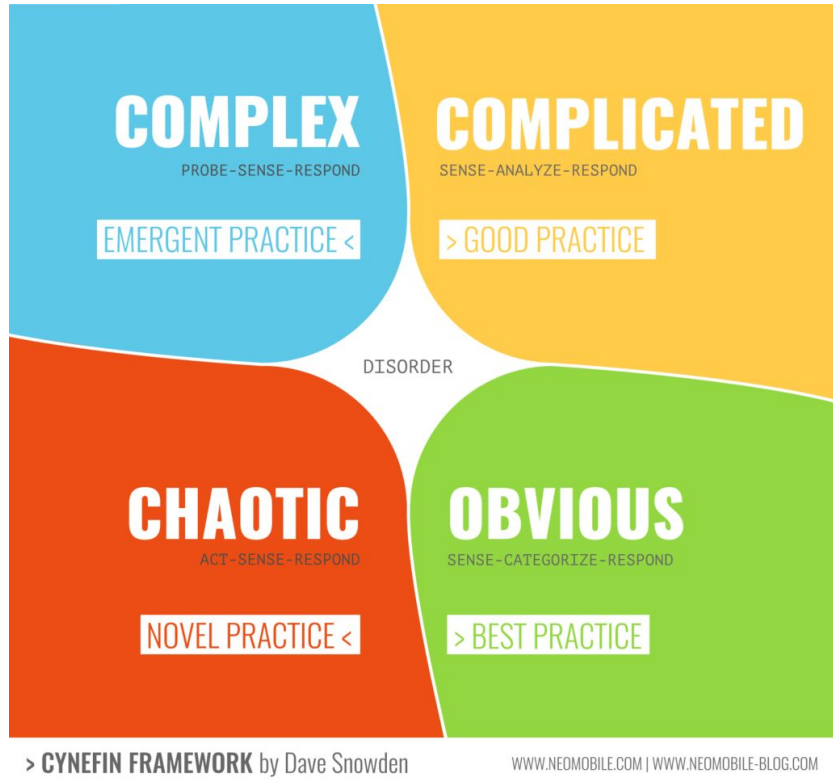 COMPLEX
PROBE-SENSE-RESPOND
EMERGENT PRACTICE <
COMPLICATED
SENSE-ANALYZE-RESPOND
> GOOD PRACTICE
DISORDER
CHAOTIC
ACT-SENSE-RESPOND
NOVEL PRACTICE <
OBVIOUS
SENSE-CATEGORIZE-RESPOND
> BEST PRACTICE
> CYNEFIN FRAMEWORK by Dave Snowden
WWW.NEOMOBILE.COM | WWW.NEOMOBILE-BLOG.COM